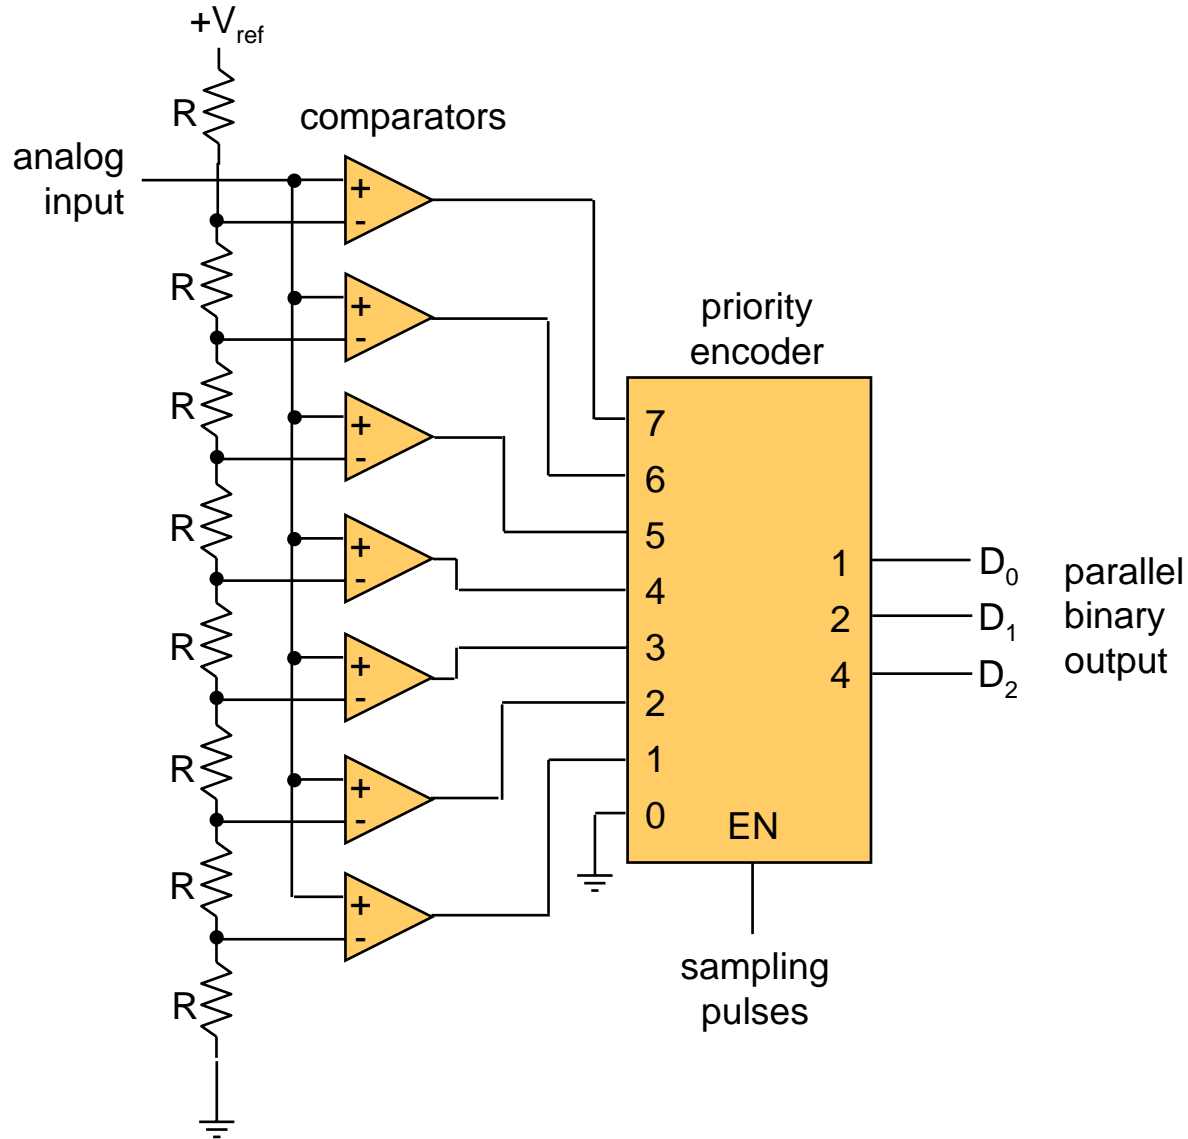 +Vref
R
comparators
analog
input
+
-
R
+
-
priority
encoder
R
+
-
7
6
R
+
-
5
4
1
D0
parallel
R
+
-
3
2
D1
binary
2
4
D2
output
R
+
-
1
0
EN
R
+
-
sampling
pulses
R